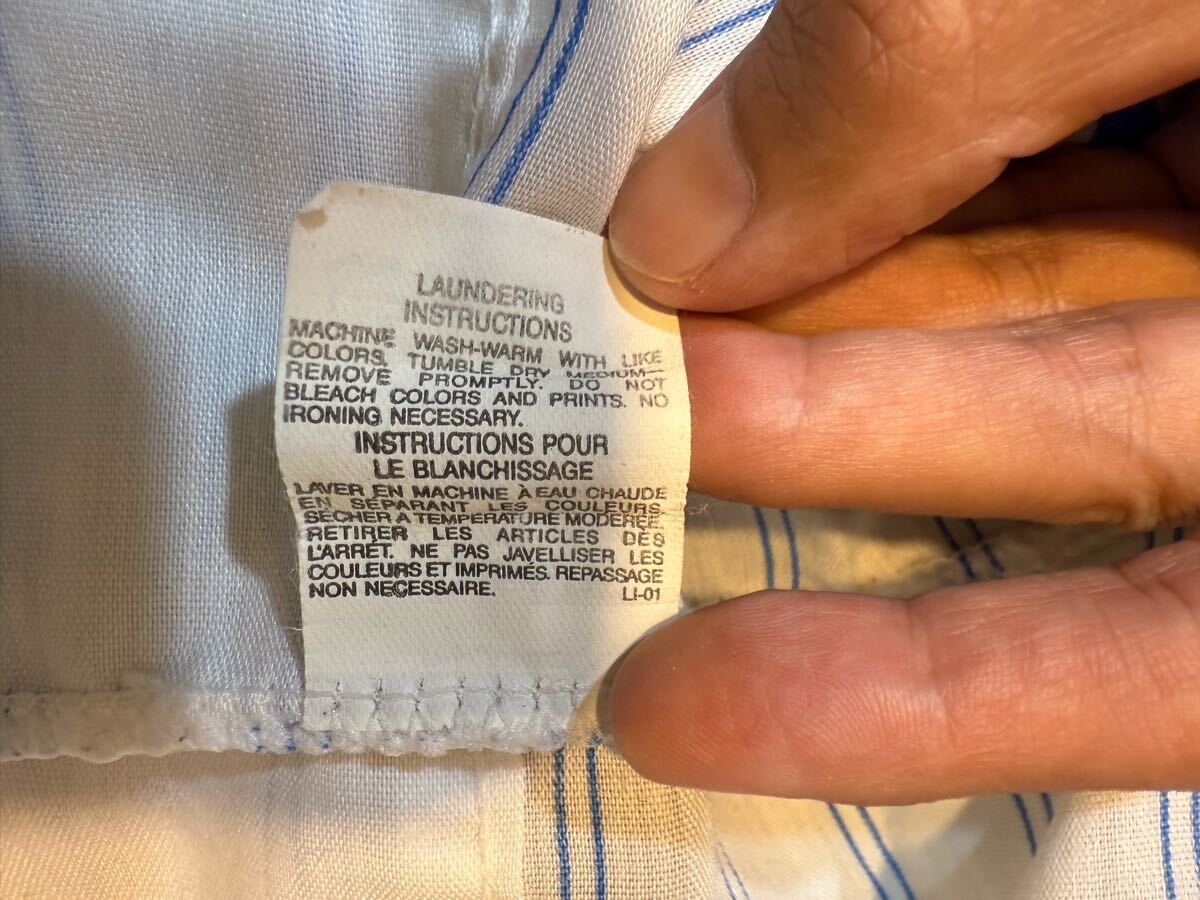 LAUNDERING
INSTRUCTIONS
MACHINE WASH-WARM WITH LIKE
COLORS. TUMBLE DRY MEDIUM-
REMOVE PROMPTLY. DO NOT
BLEACH COLORS AND PRINTS. NO
IRONING NECESSARY.
INSTRUCTIONS POUR
LE BLANCHISSAGE
LAVER EN MACHINE À EAU CHAUDE
EN SÉPARANT LES COULEURS.
SÉCHER A TEMPÉRATURE MODÉRÉE.
RETIRER LES ARTICLES DÈS
L'ARRÊT. NE PAS JAVELLISER LES
COULEURS ET IMPRIMÉS. REPASSAGE
NON NÉCESSAIRE. LI-01